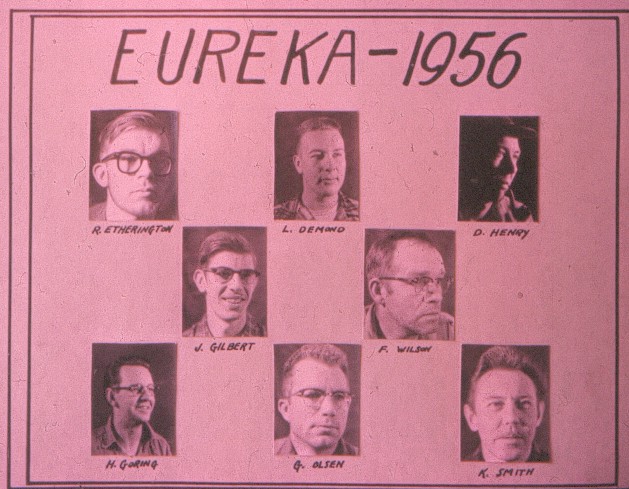 EUREKA-1956
R. ETHERINGTON
L. DEMOND
D. HENRY
J. GILBERT
F. WILSON
H. GORING
G. OLSEN
K. SMITH